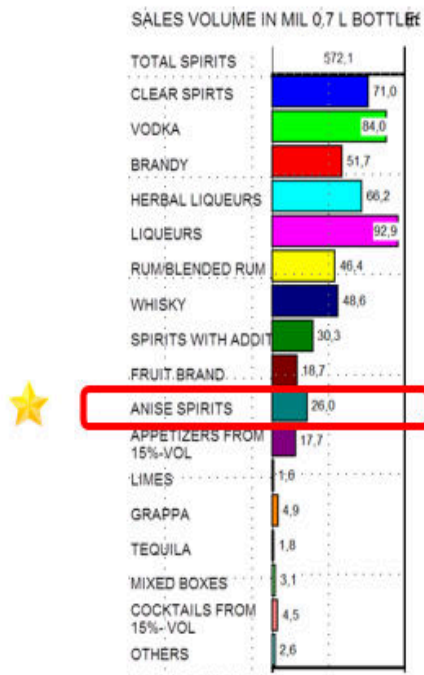 SALES VOLUME IN MIL 0,7 L BOTTLE
TOTAL SPIRITS 572,1
CLEAR SPIRTS 71,0
VODKA 84,0
BRANDY 51,7
HERBAL LIQUEURS 66,2
LIQUEURS 92,9
RUM/BLENDED RUM 46,4
WHISKY 48,6
SPIRITS WITH ADDIT 30,3
FRUIT BRAND 18,7
ANISE SPIRITS 26,0
APPETIZERS FROM
15%-VOL 17,7
LIMES 1,6
GRAPPA 4,9
TEQUILA 1,8
MIXED BOXES 3,1
COCKTAILS FROM
15%- VOL 4,5
OTHERS 2,6